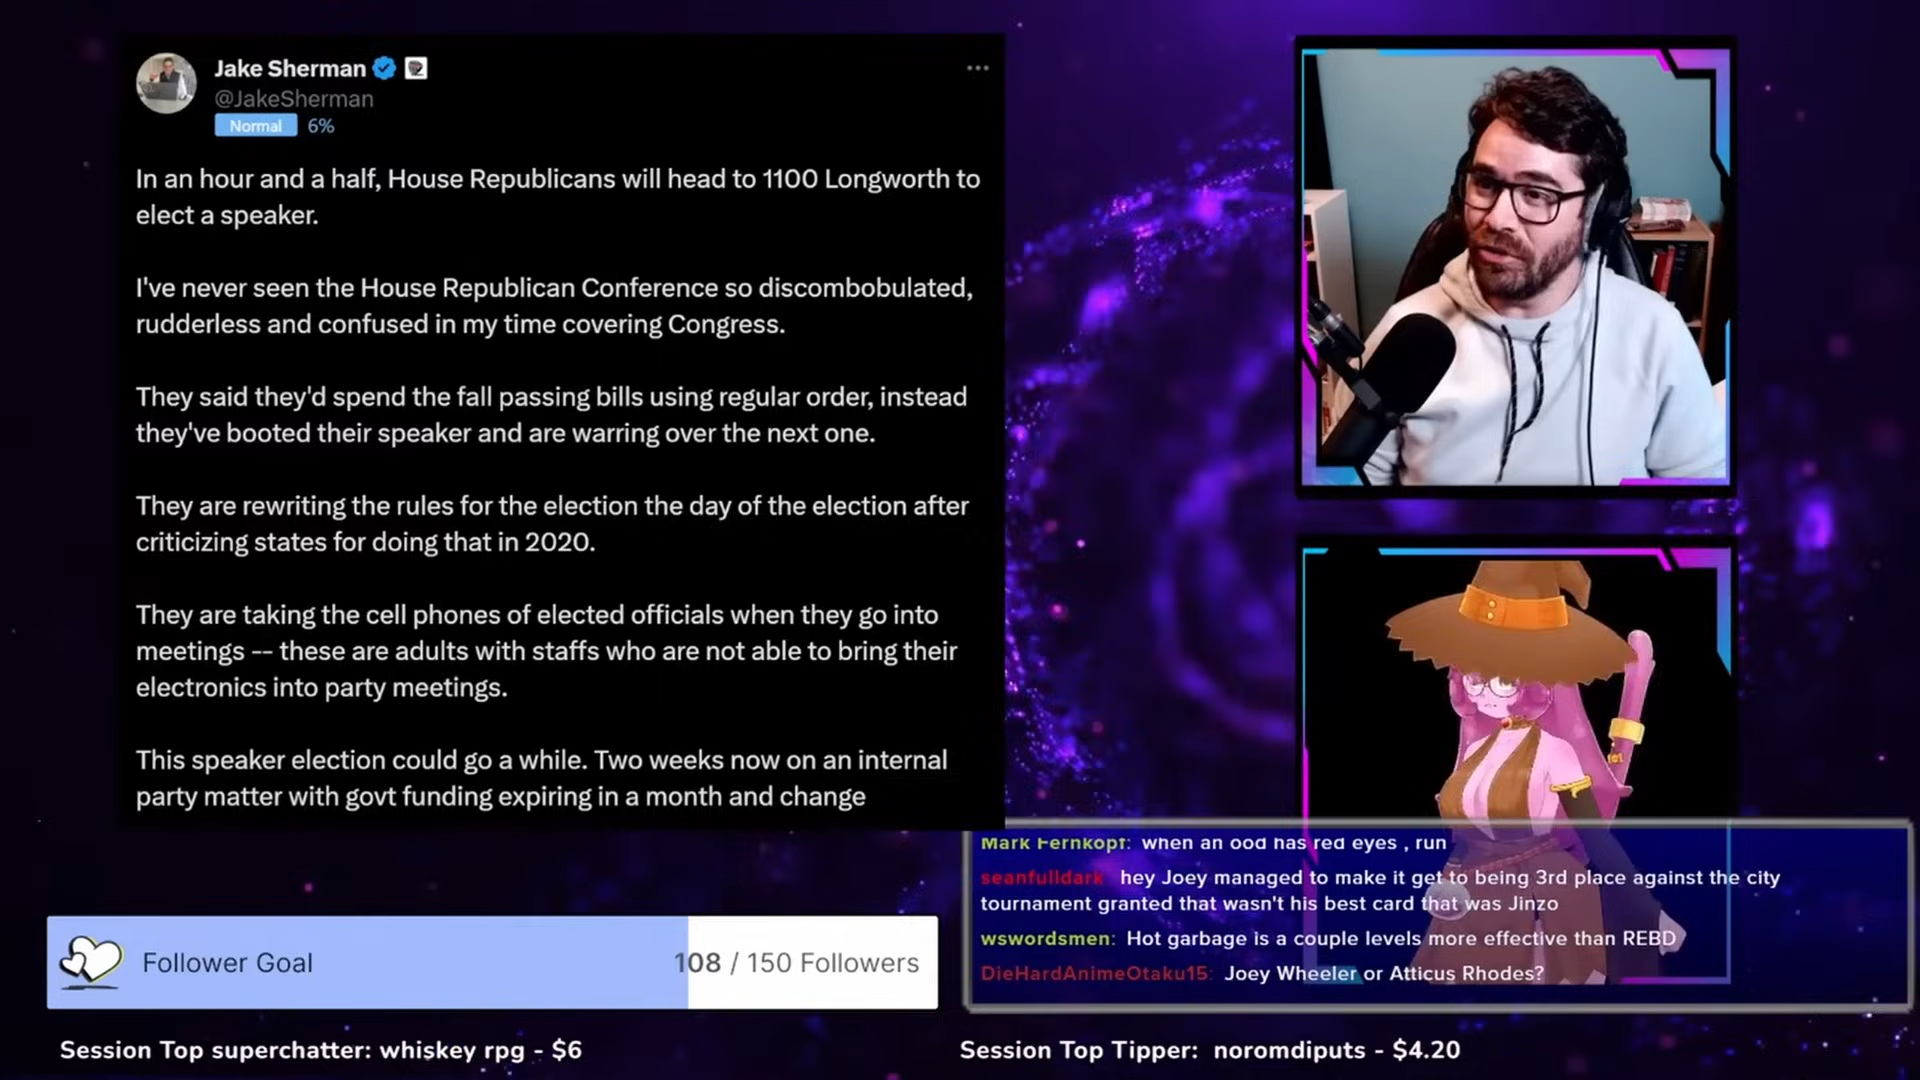 Jake Sherman
@JakeSherman
Normal 6%
In an hour and a half, House Republicans will head to 1100 Longworth to
elect a speaker.
I've never seen the House Republican Conference so discombobulated,
rudderless and confused in my time covering Congress.
They said they'd spend the fall passing bills using regular order, instead
they've booted their speaker and are warring over the next one.
They are rewriting the rules for the election the day of the election after
criticizing states for doing that in 2020.
They are taking the cell phones of elected officials when they go into
meetings -- these are adults with staffs who are not able to bring their
electronics into party meetings.
This speaker election could go a while. Two weeks now on an internal
party matter with govt funding expiring in a month and change
Mark Fernkopf: when an ood has red eyes , run
seanfulldark hey Joey managed to make it get to being 3rd place against the city
tournament granted that wasn't his best card that was Jinzo
wswordsmen: Hot garbage is a couple levels more effective than REBD
DieHardAnimeOtaku15: Joey Wheeler or Atticus Rhodes?
Follower Goal
108 / 150 Followers
Session Top superchatter: whiskey rpg - $6
Session Top Tipper: noromdiputs - $4.20